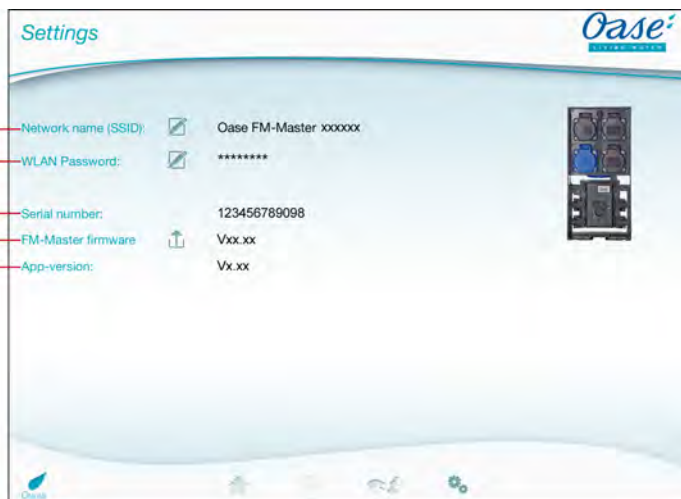 Settings
Oase
LIVING WATER
Network name (SSID): Oase FM-Master xxxxxx
WLAN Password: ********
Serial number: 123456789098
FM-Master firmware Vxx.xx
App-version: Vx.xx
Oase